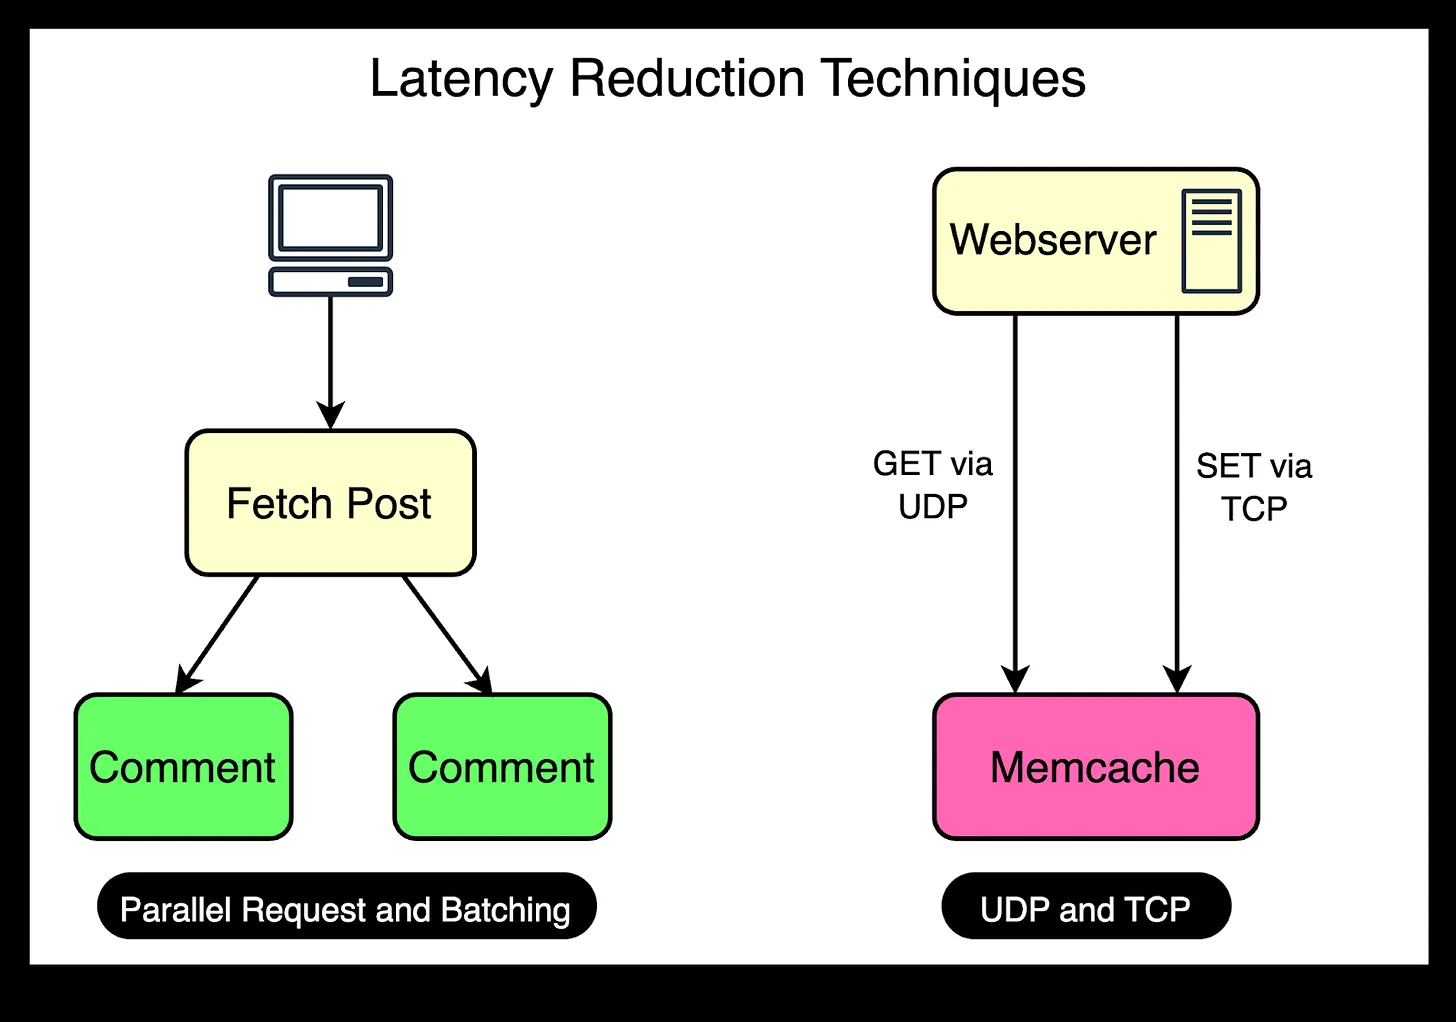 Latency Reduction Techniques
Webserver
GET via
UDP
SET via
TCP
Fetch Post
Comment
Comment
Memcache
Parallel Request and Batching
UDP and TCP